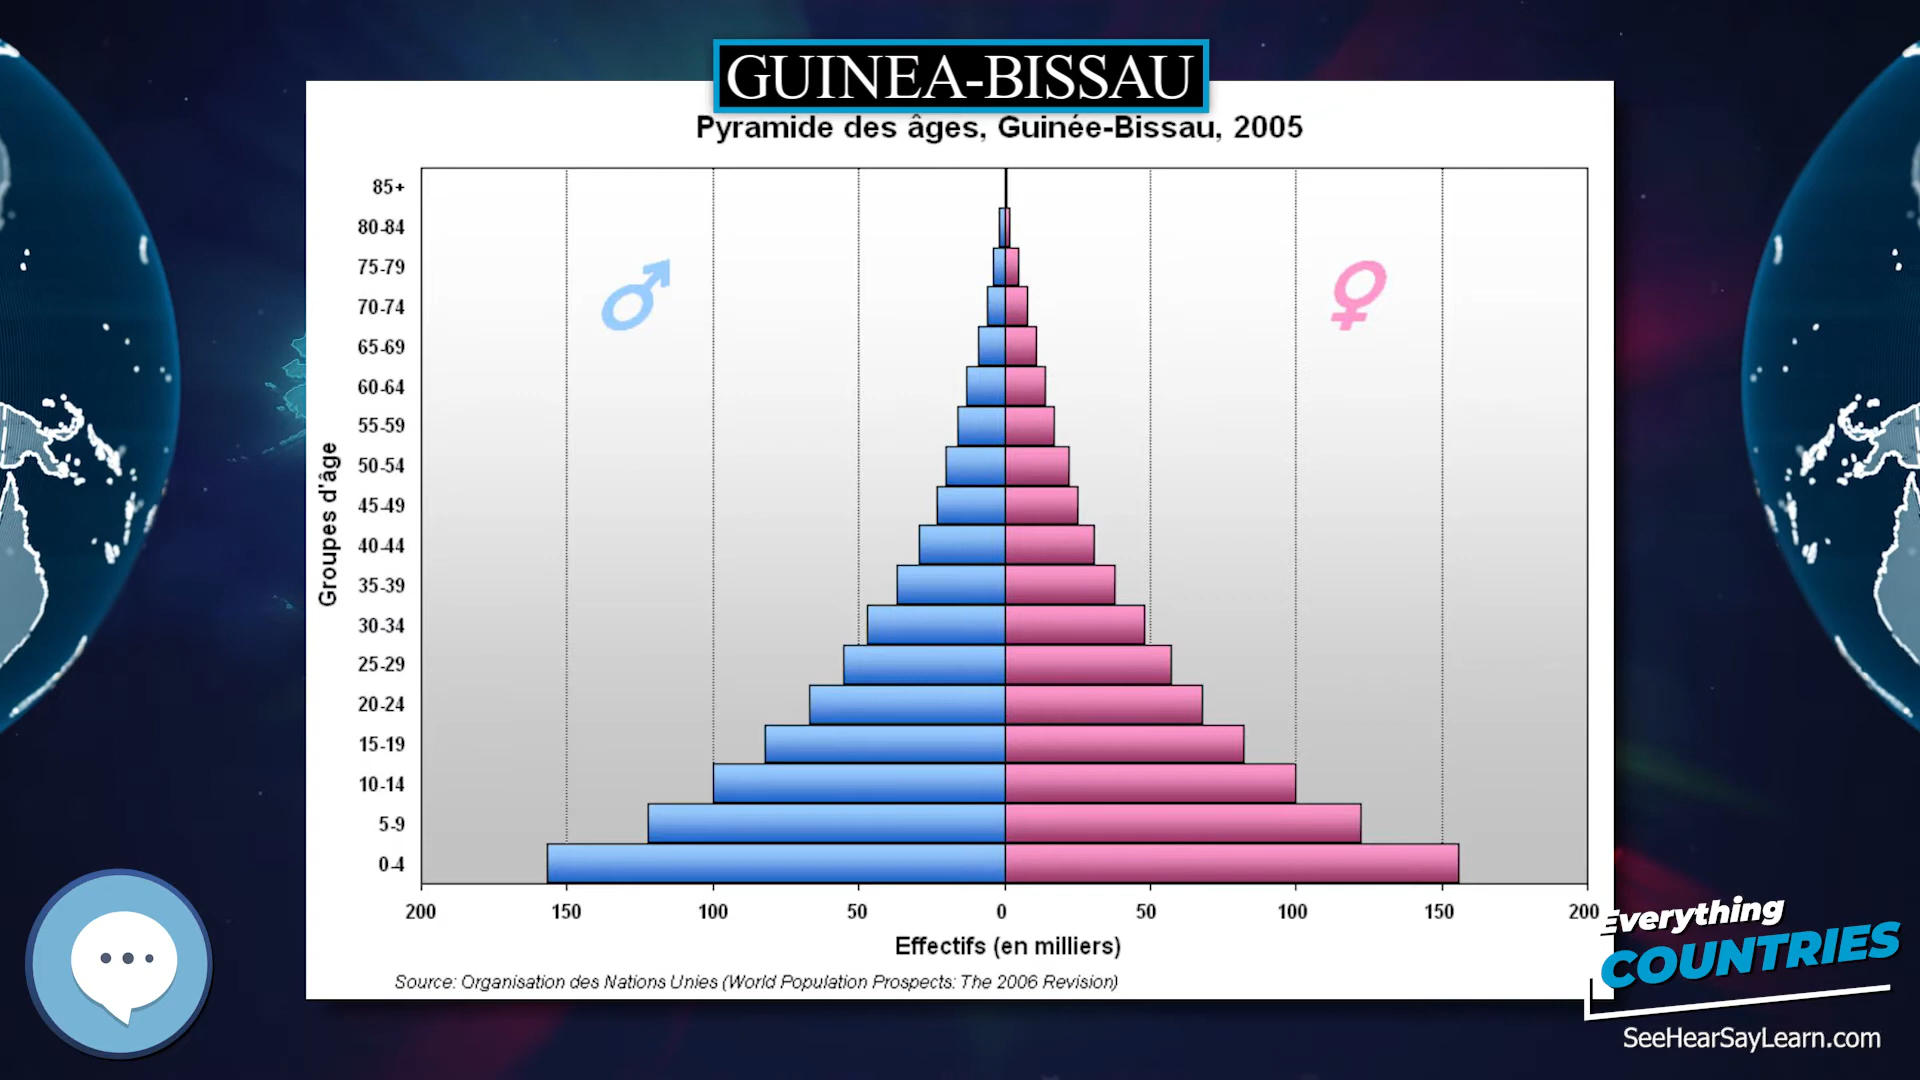 GUINEA-BISSAU
Pyramide des âges, Guinée-Bissau, 2005
85+
80-84
75-79
70-74
65-69
60-64
55-59
50-54
45-49
40-44
35-39
30-34
25-29
20-24
15-19
10-14
5-9
0-4
Groupes d'âge
200 150 100 50 0 50 100 150 200
Effectifs (en milliers)
Source: Organisation des Nations Unies (World Population Prospects: The 2006 Revision)
Everything
COUNTRIES
SeeHearSayLearn.com